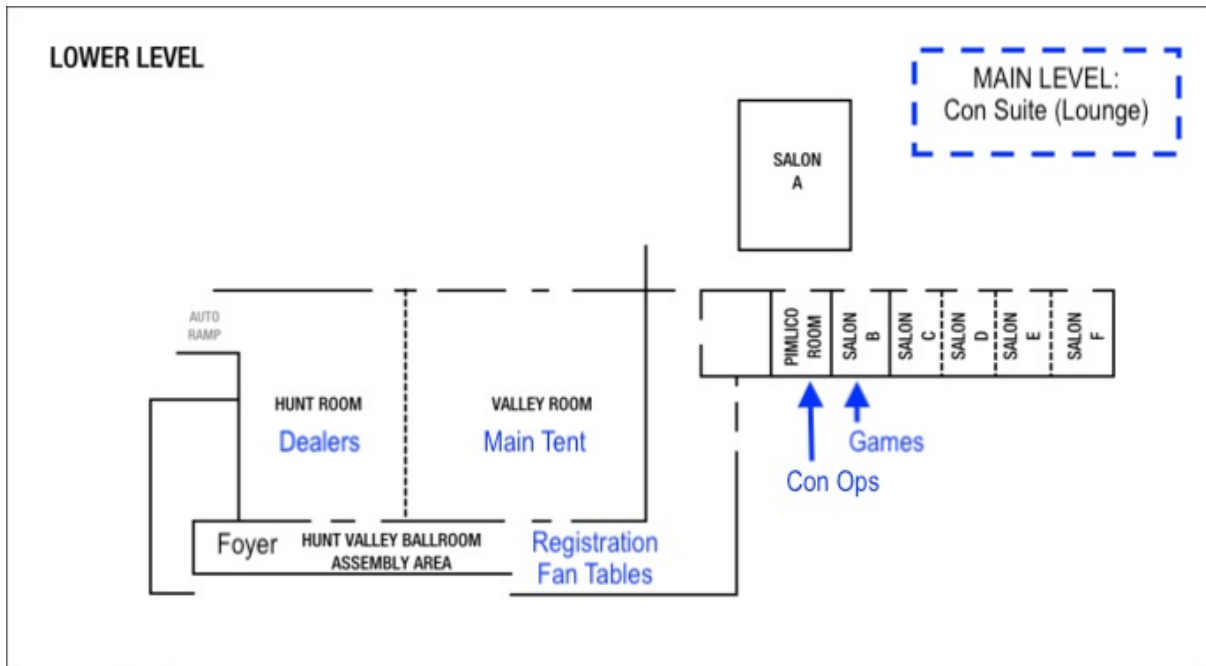 LOWER LEVEL
MAIN LEVEL:
Con Suite (Lounge)
SALON
A
AUTO
RAMP
PIMLICO
ROOM
SALON
B
SALON
C
SALON
D
SALON
E
SALON
F
HUNT ROOM
Dealers
VALLEY ROOM
Main Tent
Games
Con Ops
Foyer
HUNT VALLEY BALLROOM
ASSEMBLY AREA
Registration
Fan Tables